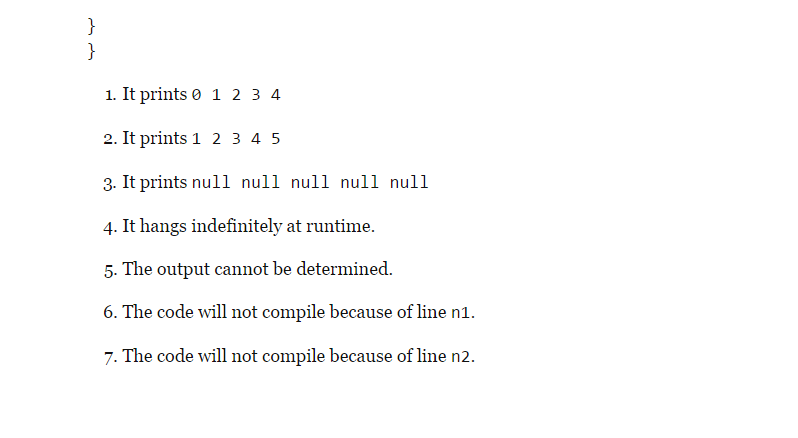 }
}
1. It prints 0 1 2 3 4
2. It prints 1 2 3 4 5
3. It prints null null null null null
4. It hangs indefinitely at runtime.
5. The output cannot be determined.
6. The code will not compile because of line n1.
7. The code will not compile because of line n2.